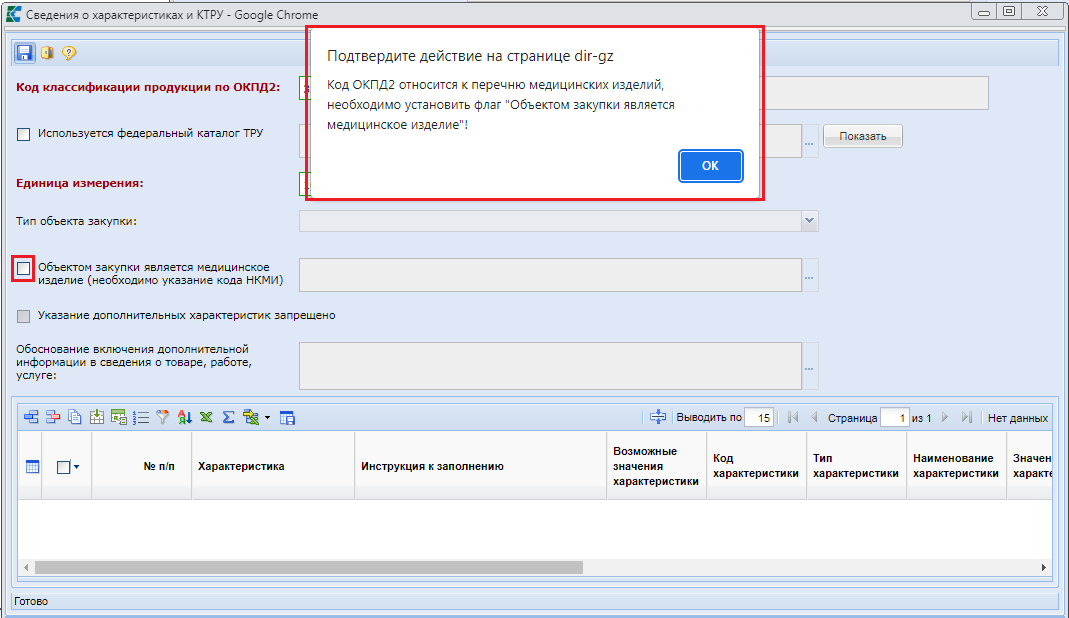 Сведения о характеристиках и КТРУ - Google Chrome
Подтвердите действие на странице dir-gz
Код ОКПД2 относится к перечню медицинских изделий,
необходимо установить флаг "Объектом закупки является
медицинское изделие"!
ОК
Код классификации продукции по ОКПД2:
Используется федеральный каталог ТРУ
...
Показать
Единица измерения:
Тип объекта закупки:
Объектом закупки является медицинское
изделие (необходимо указание кода НКМИ)
...
Указание дополнительных характеристик запрещено
Обоснование включения дополнительной
информации в сведения о товаре, работе,
услуге:
...
Выводить по 15 Страница 1 из 1 Нет данных
№ п/п
Характеристика
Инструкция к заполнению
Возможные
значения
характеристики
Код
характеристики
Тип
характеристики
Наименование
характеристики
Готово